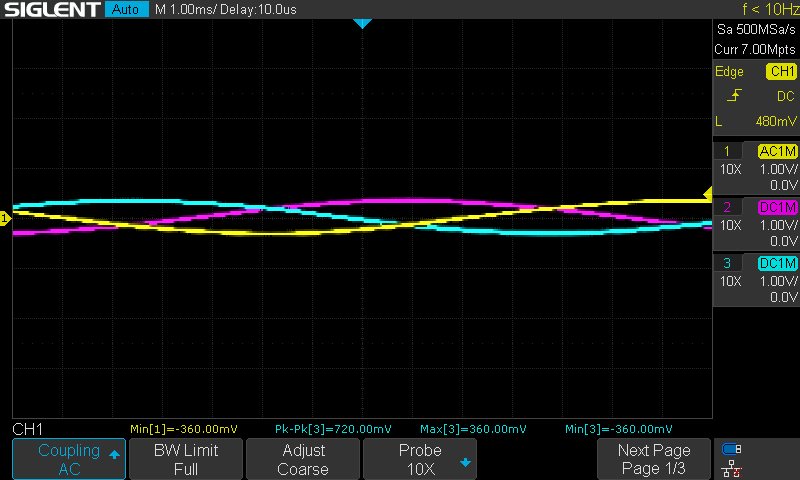 SIGLENT Auto M 1.00ms/ Delay:10.0us f < 10Hz
Sa 500MSa/s
Curr 7.00Mpts
Edge CH1
DC
L 480mV
1 AC1M
10X 1.00V/
0.0V
2 DC1M
10X 1.00V/
0.0V
3 DC1M
10X 1.00V/
0.0V
1
CH1 Min[1]=-360.00mV Pk-Pk[3]=720.00mV Max[3]=360.00mV Min[3]=-360.00mV
Coupling BW Limit Adjust Probe Next Page
AC Full Coarse 10X Page 1/3